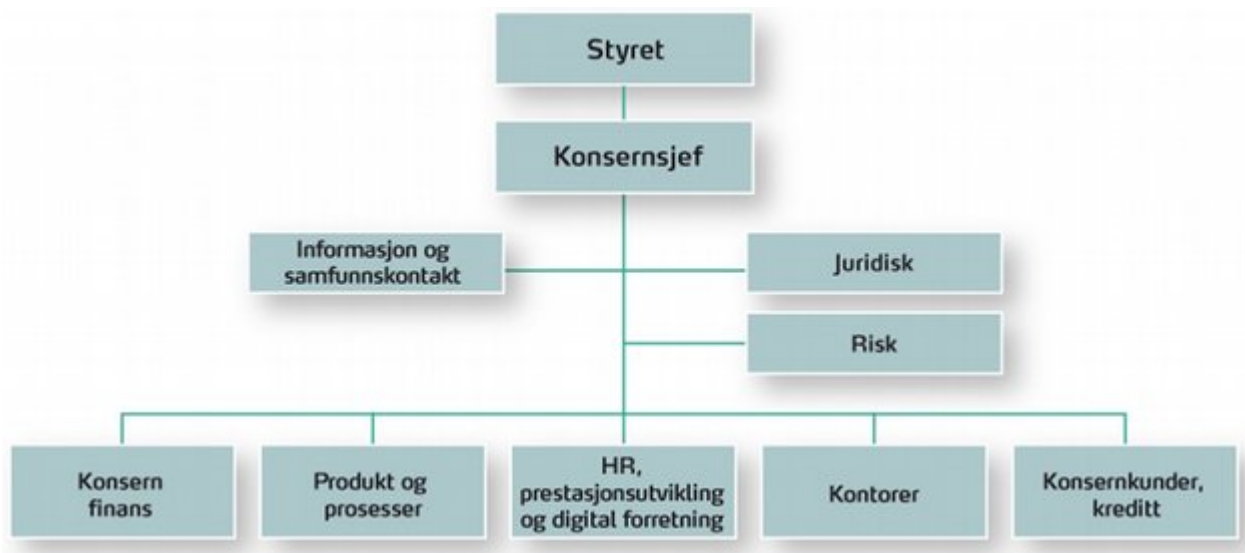 Styret
Konsernsjef
Informasjon og
samfunnskontakt
Juridisk
Risk
Konsern
finans
Produkt og
prosesser
HR,
prestasjonsutvikling
og digital forretning
Kontorer
Konsernkunder,
kreditt